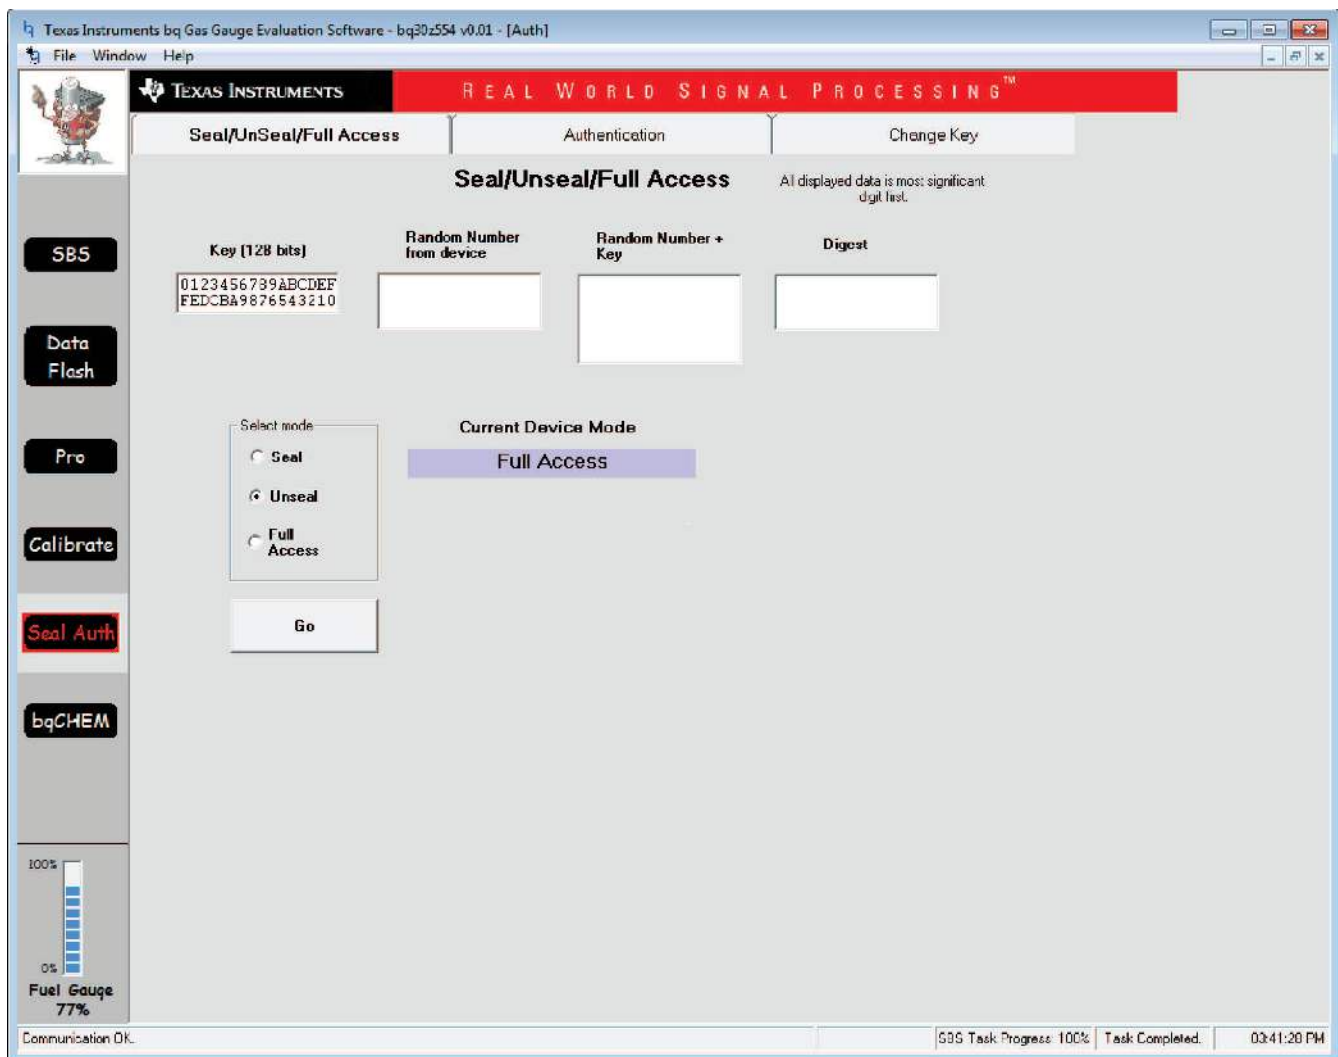 Texas Instruments bq Gas Gauge Evaluation Software - bq30z554 v0.01 - [Auth]
File Window Help
TEXAS INSTRUMENTS
REAL WORLD SIGNAL PROCESSING™
Seal/UnSeal/Full Access
Authentication
Change Key
Seal/Unseal/Full Access
All displayed data is most significant
digit first.
Key (128 bits)
Random Number
from device
Random Number +
Key
Digest
0123456789ABCDEF
FEDCBA9876543210
SBS
Data
Flash
Pro
Calibrate
Seal Auth
bqCHEM
Select mode
Seal
Unseal
Full
Access
Go
Current Device Mode
Full Access
100%
0%
Fuel Gauge
77%
Communication OK.
SBS Task Progress: 100%
Task Completed.
03:41:20 PM